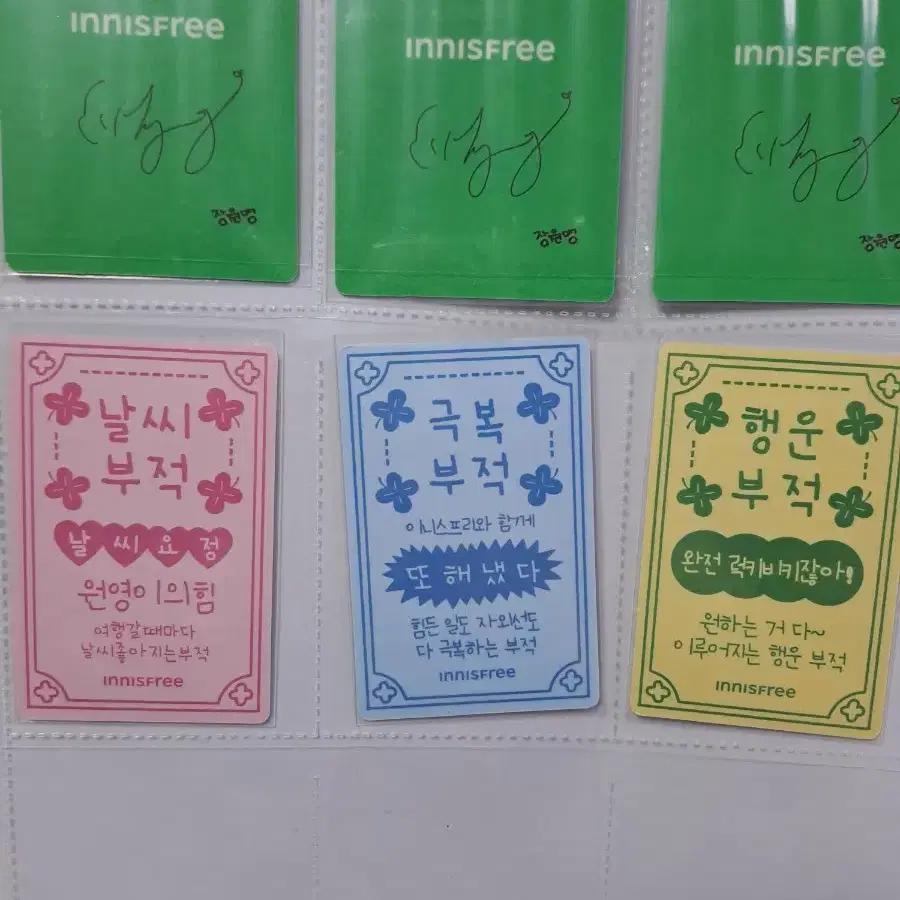 INNISFree
장원영
INNISFree
장원영
INNISFree
장원영
날씨
부적
날씨요정
원영이의힘
여행갈때마다
날씨좋아지는부적
INNISFree
극복
부적
이니스프리와 함께
또해냈다
힘든 일도 자외선도
다 극복하는 부적
INNISFree
행운
부적
완전 럭키비키잖아!
원하는 거 다~
이루어지는 행운 부적
INNISFree